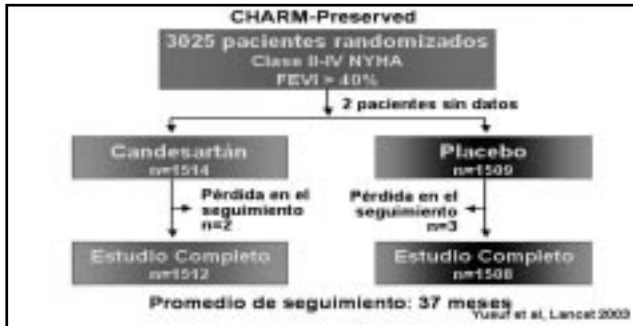 CHARM-Preserved
3025 pacientes randomizados
Clase II-IV NYHA
FEVI > 40%
2 pacientes sin datos
Candesartán
n=1514
Placebo
n=1509
Pérdida en el
seguimiento
n=2
Pérdida en el
seguimiento
n=3
Estudio Completo
n=1512
Estudio Completo
n=1508
Promedio de seguimiento: 37 meses
Yusuf et al, Lancet 2003